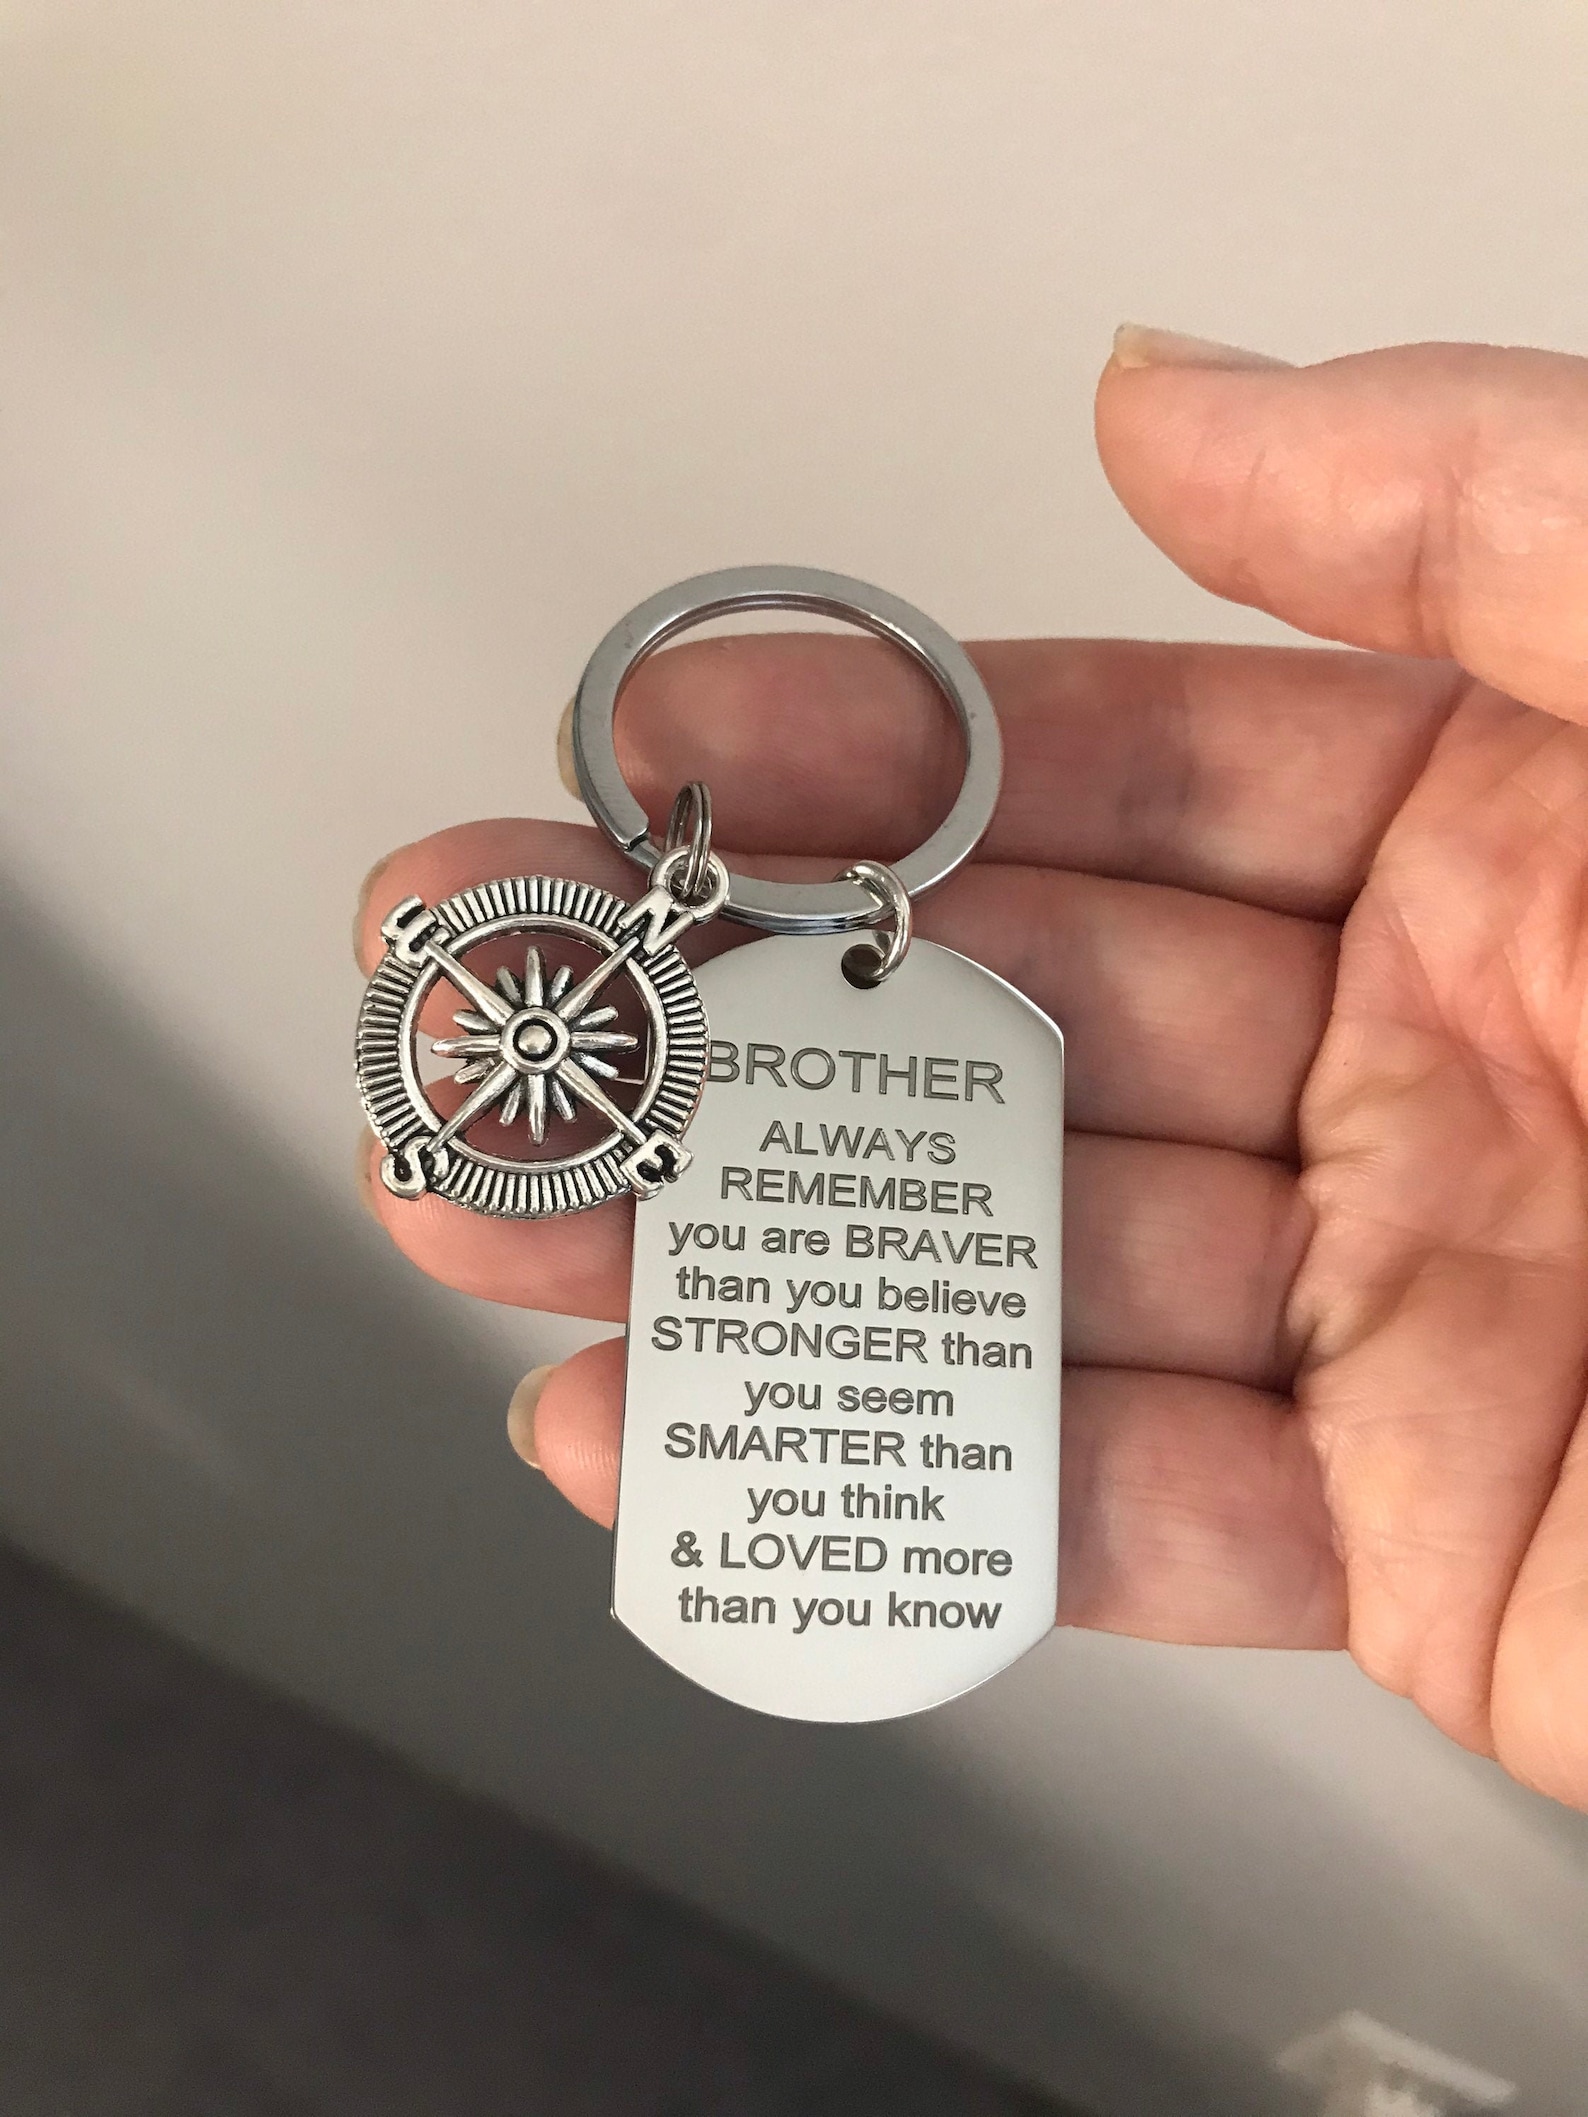 N
W
E
S
BROTHER
ALWAYS
REMEMBER
you are BRAVER
than you believe
STRONGER than
you seem
SMARTER than
you think
& LOVED more
than you know